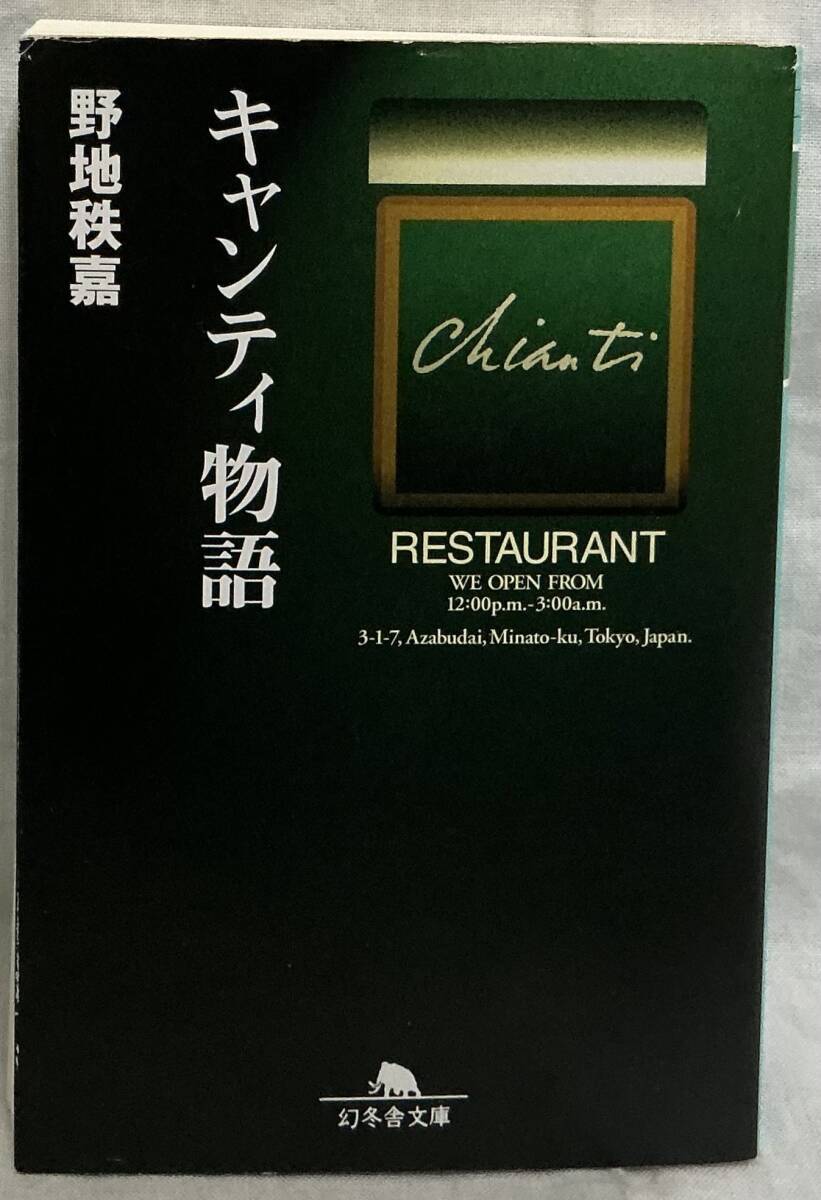 キャンティ物語
野地秩嘉
Chianti
RESTAURANT
WE OPEN FROM
12:00p.m.-3:00a.m.
3-1-7, Azabudai, Minato-ku, Tokyo, Japan.
幻冬舎文庫